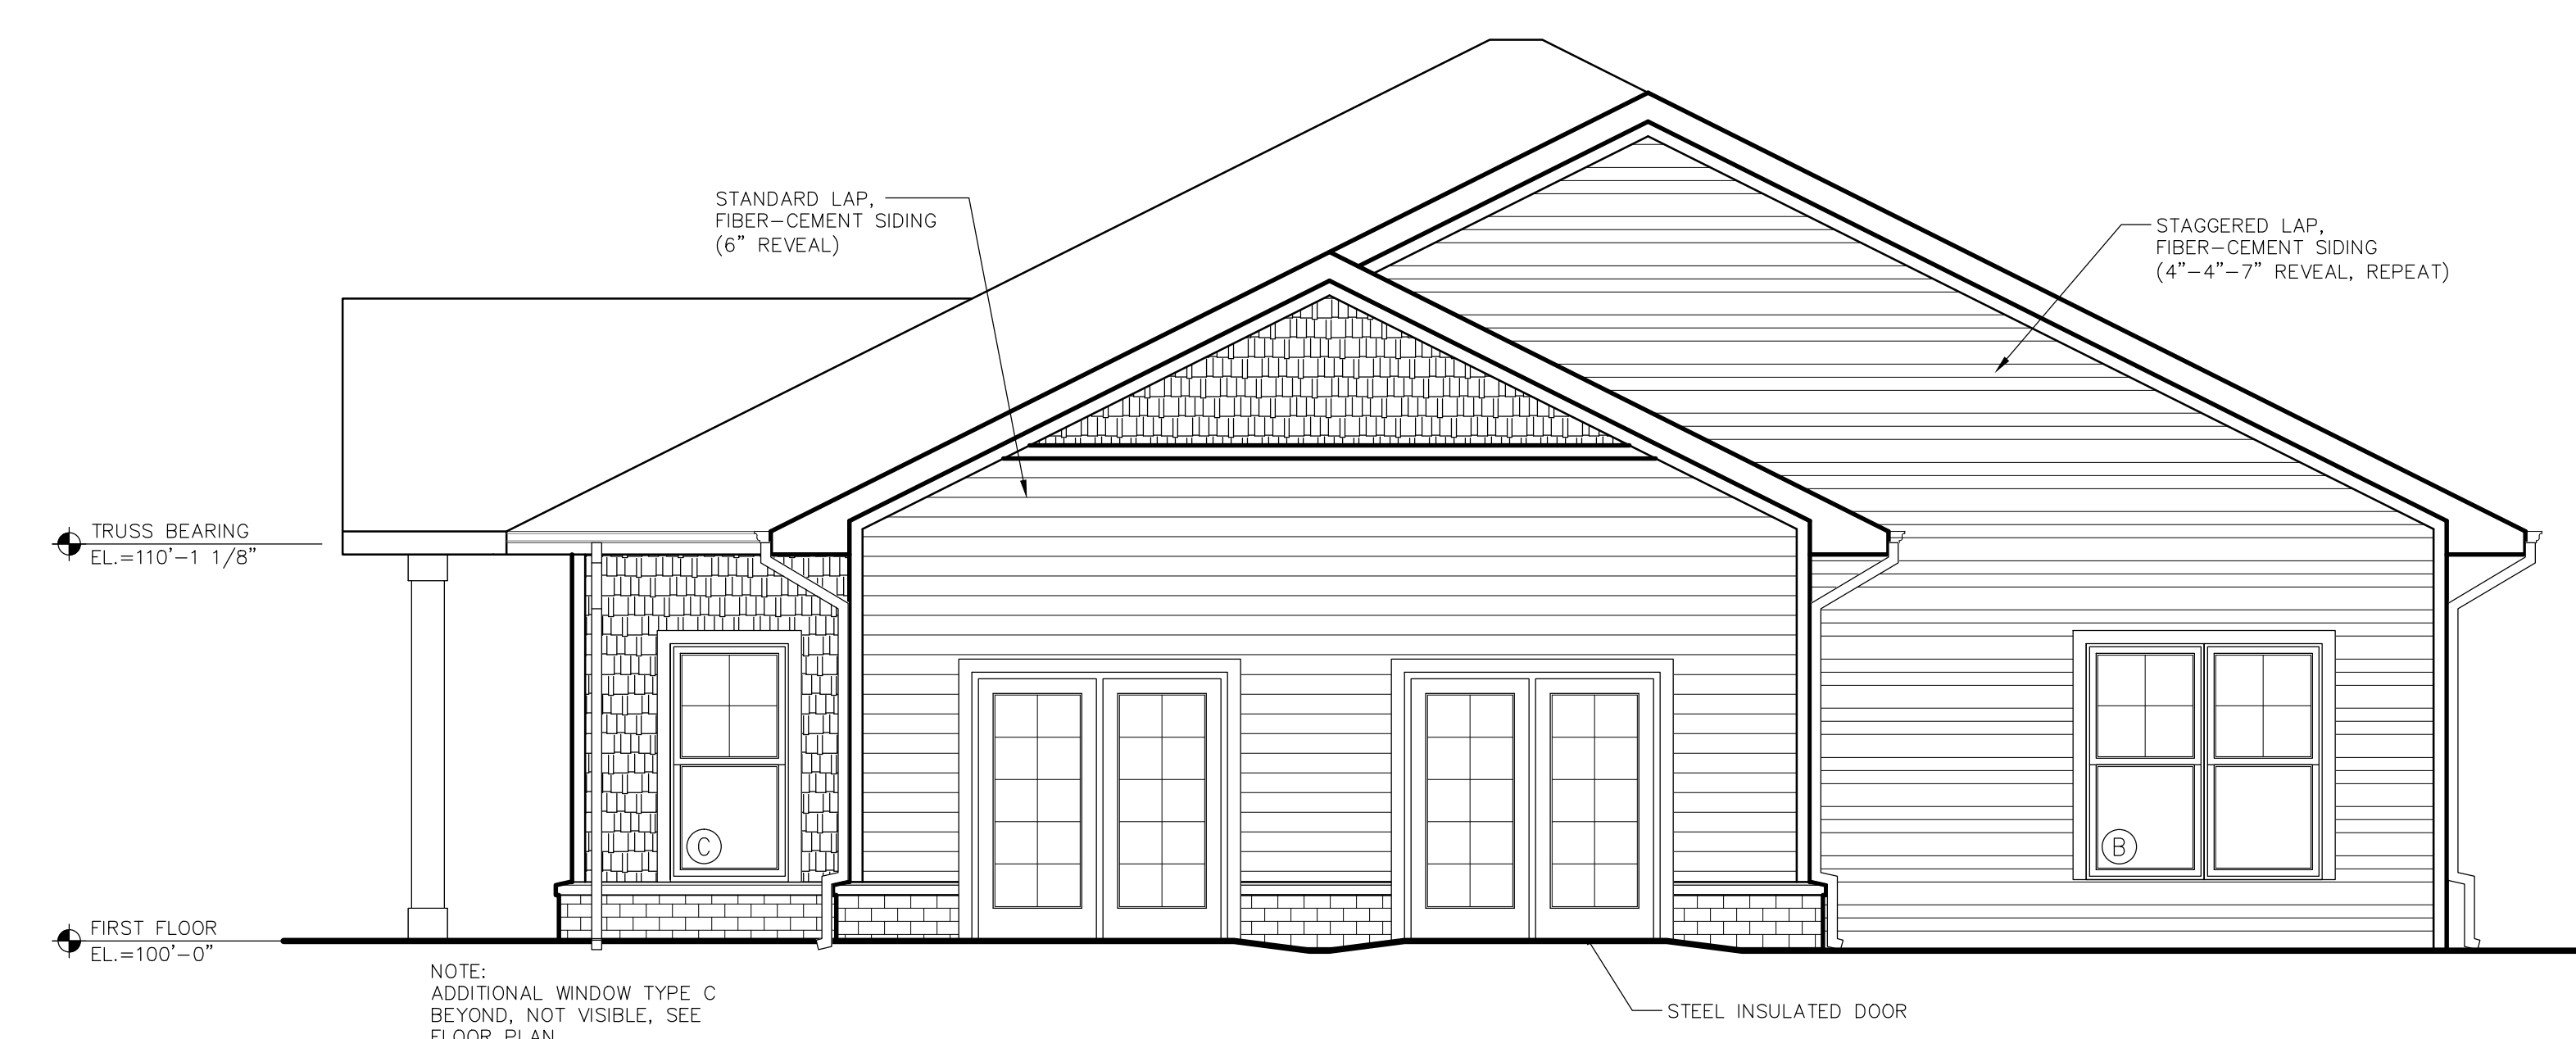 STANDARD LAP,
FIBER-CEMENT SIDING
(6" REVEAL)
STAGGERED LAP,
FIBER-CEMENT SIDING
(4"-4"-7" REVEAL, REPEAT)
TRUSS BEARING
EL.=110'-1 1/8"
C
B
FIRST FLOOR
EL.=100'-0"
NOTE:
ADDITIONAL WINDOW TYPE C
BEYOND, NOT VISIBLE, SEE
FLOOR PLAN
STEEL INSULATED DOOR